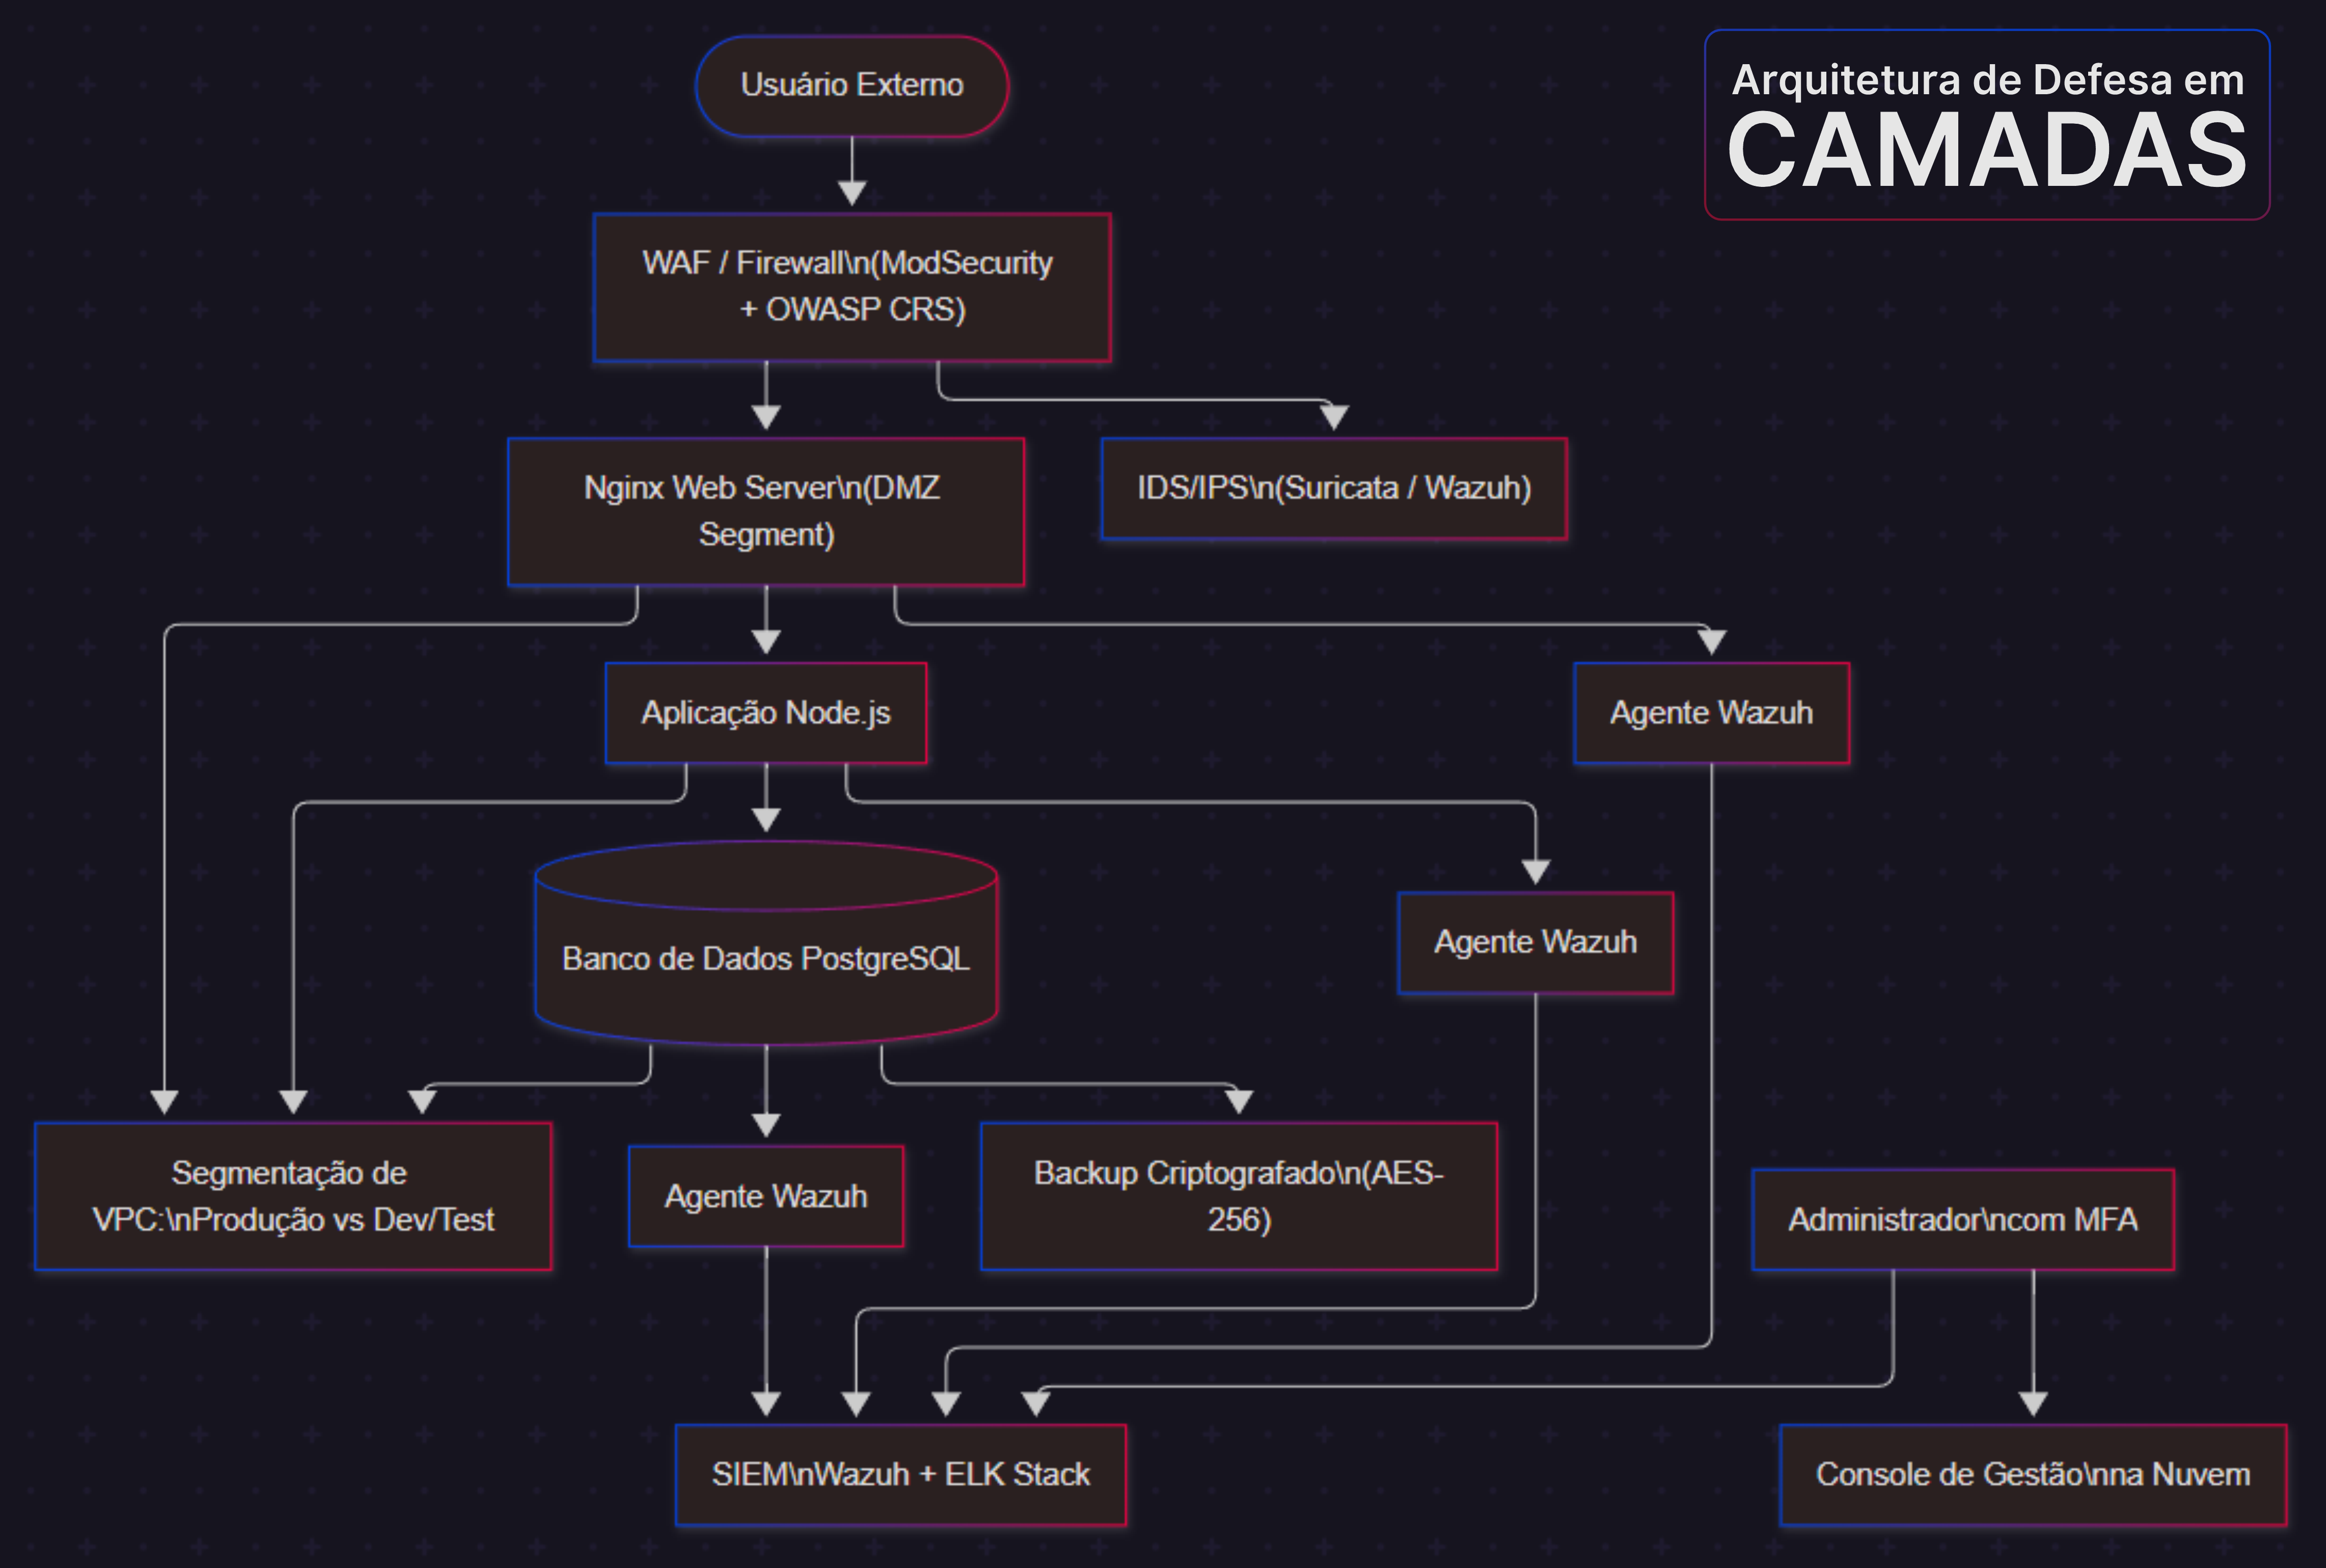 Usuário Externo
Arquitetura de Defesa em
CAMADAS
WAF / Firewall\n(ModSecurity
+ OWASP CRS)
Nginx Web Server\n(DMZ
Segment)
IDS/IPS\n(Suricata / Wazuh)
Aplicação Node.js
Agente Wazuh
Agente Wazuh
Banco de Dados PostgreSQL
Segmentação de
VPC:\nProdução vs Dev/Test
Agente Wazuh
Backup Criptografado\n(AES-
256)
Administrador\ncom MFA
SIEM\nWazuh + ELK Stack
Console de Gestão\nna Nuvem